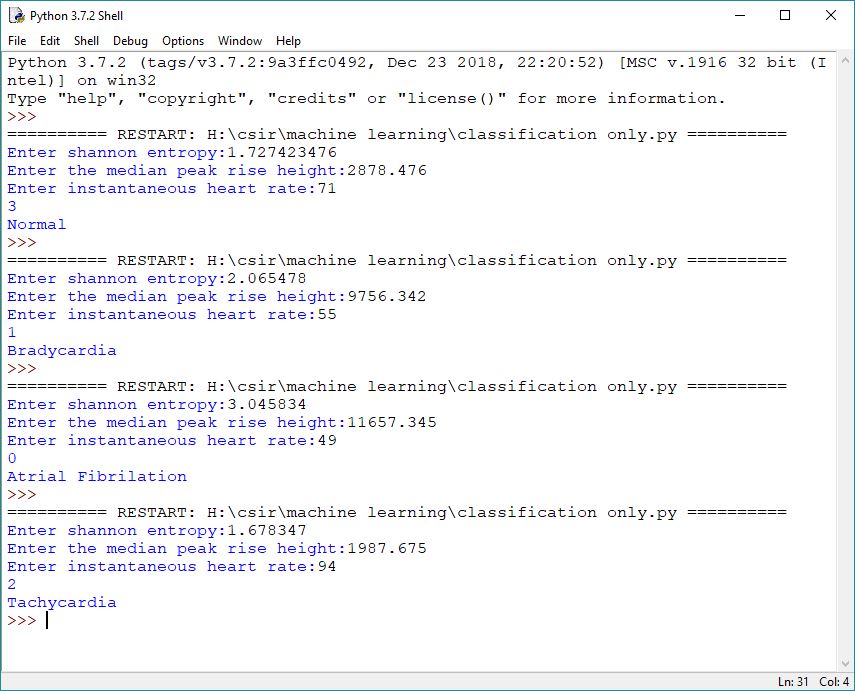 Python 3.7.2 Shell
File Edit Shell Debug Options Window Help
Python 3.7.2 (tags/v3.7.2:9a3ffc0492, Dec 23 2018, 22:20:52) [MSC v.1916 32 bit (I
ntel)] on win32
Type "help", "copyright", "credits" or "license()" for more information.
>>>
========== RESTART: H:\csir\machine learning\classification only.py ==========
Enter shannon entropy:1.727423476
Enter the median peak rise height:2878.476
Enter instantaneous heart rate:71
3
Normal
>>>
========== RESTART: H:\csir\machine learning\classification only.py ==========
Enter shannon entropy:2.065478
Enter the median peak rise height:9756.342
Enter instantaneous heart rate:55
1
Bradycardia
>>>
========== RESTART: H:\csir\machine learning\classification only.py ==========
Enter shannon entropy:3.045834
Enter the median peak rise height:11657.345
Enter instantaneous heart rate:49
0
Atrial Fibrilation
>>>
========== RESTART: H:\csir\machine learning\classification only.py ==========
Enter shannon entropy:1.678347
Enter the median peak rise height:1987.675
Enter instantaneous heart rate:94
2
Tachycardia
>>>
Ln: 31 Col: 4